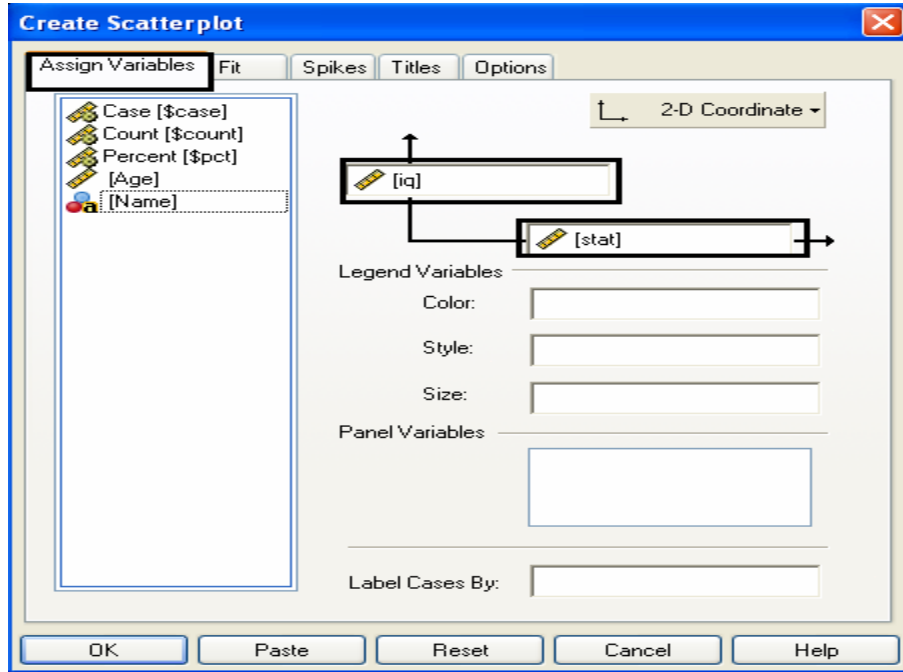 Create Scatterplot
Assign Variables Fit Spikes Titles Options
Case [$case]
Count [$count]
Percent [$pct]
[Age]
[Name]
2-D Coordinate
[iq]
[stat]
Legend Variables
Color:
Style:
Size:
Panel Variables
Label Cases By:
OK Paste Reset Cancel Help